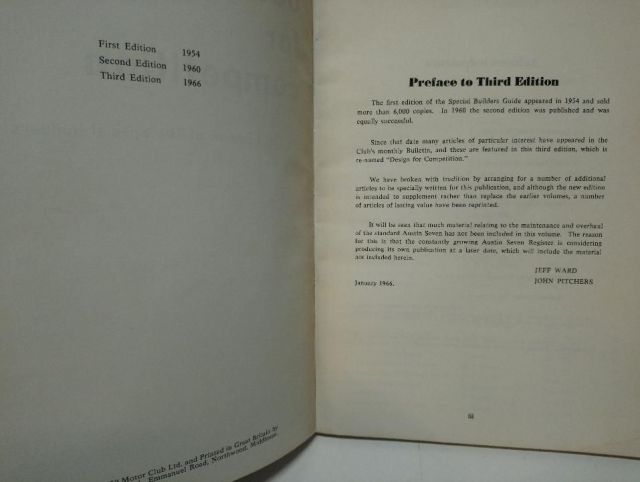 First Edition 1954
Second Edition 1960
Third Edition 1966
Motor Club Ltd. and Printed in Great Britain by
Emmanuel Road, Northwood, Middlesex.
Preface to Third Edition
The first edition of the Special Builders Guide appeared in 1954 and sold
more than 6,000 copies. In 1960 the second edition was published and was
equally successful.
Since that date many articles of particular interest have appeared in the
Club's monthly Bulletin, and these are featured in this third edition, which is
re-named "Design for Competition."
We have broken with tradition by arranging for a number of additional
articles to be specially written for this publication, and although the new edition
is intended to supplement rather than replace the earlier volumes, a number
of articles of lasting value have been reprinted.
It will be seen that much material relating to the maintenance and overhaul
of the standard Austin Seven has not been included in this volume. The reason
for this is that the constantly growing Austin Seven Register is considering
producing its own publication at a later date, which will include the material
not included herein.
JEFF WARD
January 1966. JOHN PITCHERS